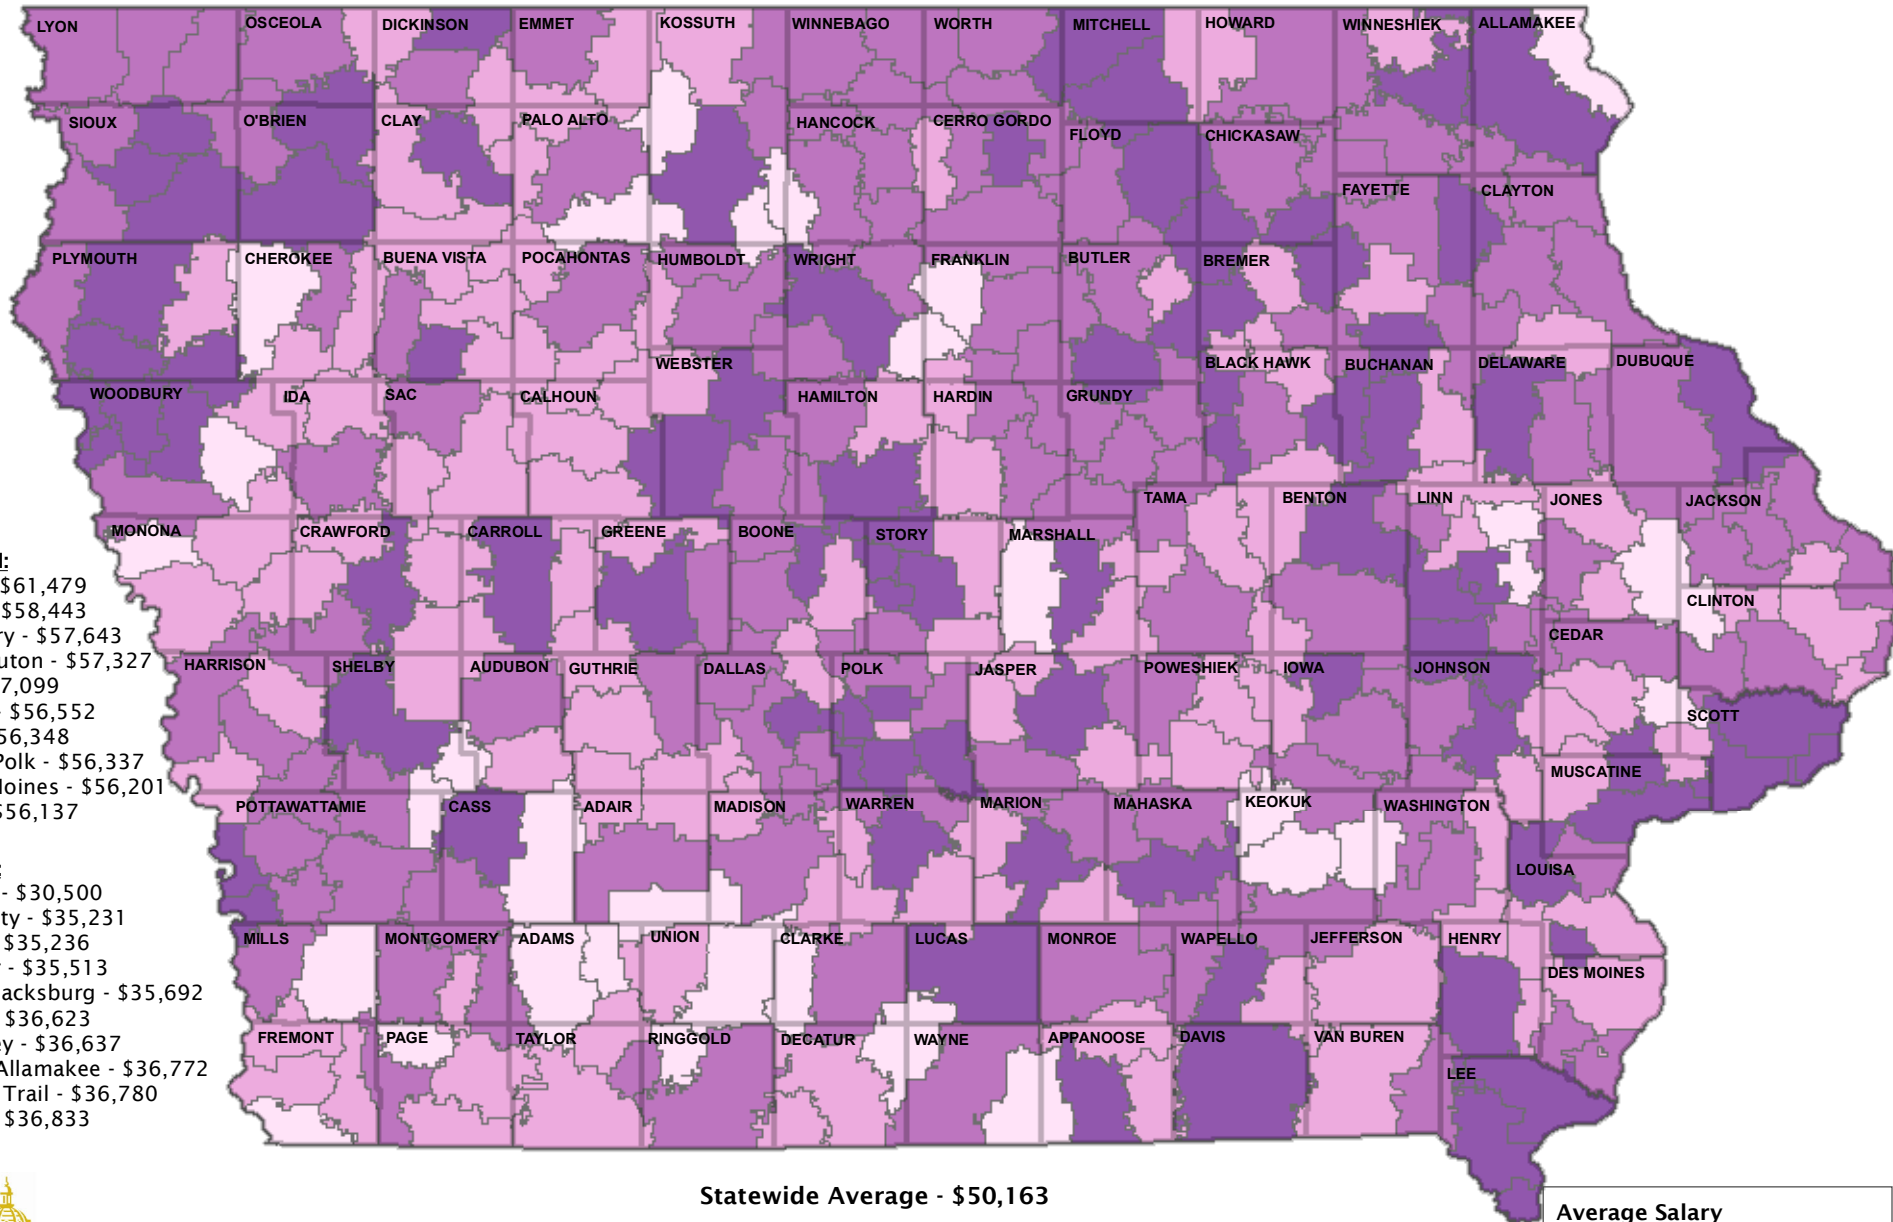 LYON
OSCEOLA
DICKINSON
EMMET
KOSSUTH
WINNEBAGO
WORTH
MITCHELL
HOWARD
WINNESHIEK
ALLAMAKEE
SIOUX
O'BRIEN
CLAY
PALO ALTO
HANCOCK
CERRO GORDO
FLOYD
CHICKASAW
FAYETTE
CLAYTON
PLYMOUTH
CHEROKEE
BUENA VISTA
POCAHONTAS
HUMBOLDT
WRIGHT
FRANKLIN
BUTLER
BREMER
WEBSTER
BLACK HAWK
BUCHANAN
DELAWARE
DUBUQUE
WOODBURY
IDA
SAC
CALHOUN
HAMILTON
HARDIN
GRUNDY
TAMA
BENTON
LINN
JONES
JACKSON
MONONA
CRAWFORD
CARROLL
GREENE
BOONE
STORY
MARSHALL
CLINTON
CEDAR
HARRISON
SHELBY
AUDUBON
GUTHRIE
DALLAS
POLK
JASPER
POWESHIEK
IOWA
JOHNSON
SCOTT
MUSCATINE
POTTAWATTAMIE
CASS
ADAIR
MADISON
WARREN
MARION
MAHASKA
KEOKUK
WASHINGTON
LOUISA
MILLS
MONTGOMERY
ADAMS
UNION
CLARKE
LUCAS
MONROE
WAPELLO
JEFFERSON
HENRY
DES MOINES
FREMONT
PAGE
TAYLOR
RINGGOLD
DECATUR
WAYNE
APPANOOSE
DAVIS
VAN BUREN
LEE
l:
$61,479
$58,443
ry - $57,643
uton - $57,327
7,099
- $56,552
56,348
Polk - $56,337
Moines - $56,201
$56,137
:
- $30,500
ty - $35,231
$35,236
- $35,513
acksburg - $35,692
$36,623
ey - $36,637
Allamakee - $36,772
Trail - $36,780
$36,833
Statewide Average - $50,163
Average Salary